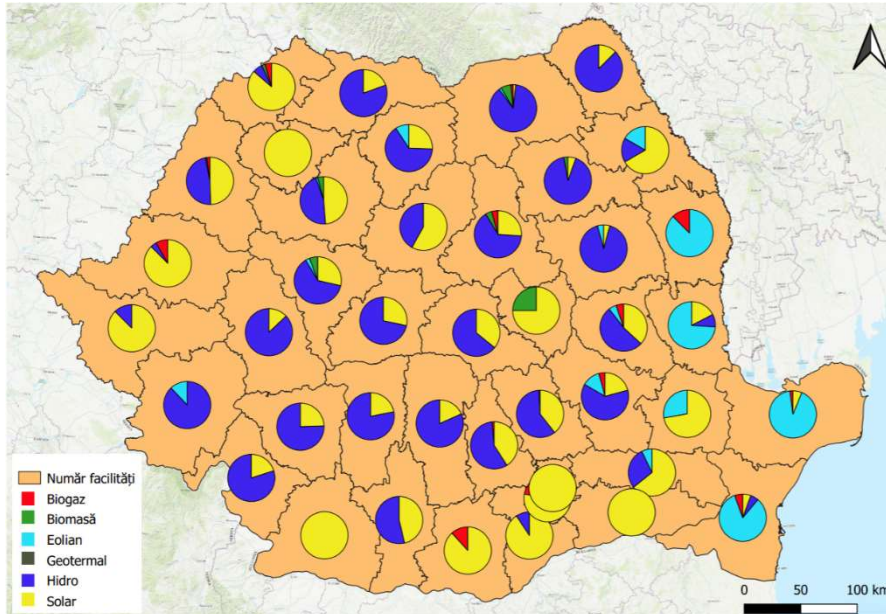 Număr facilități
Biogaz
Biomasă
Eolian
Geotermal
Hidro
Solar
0 50 100 km